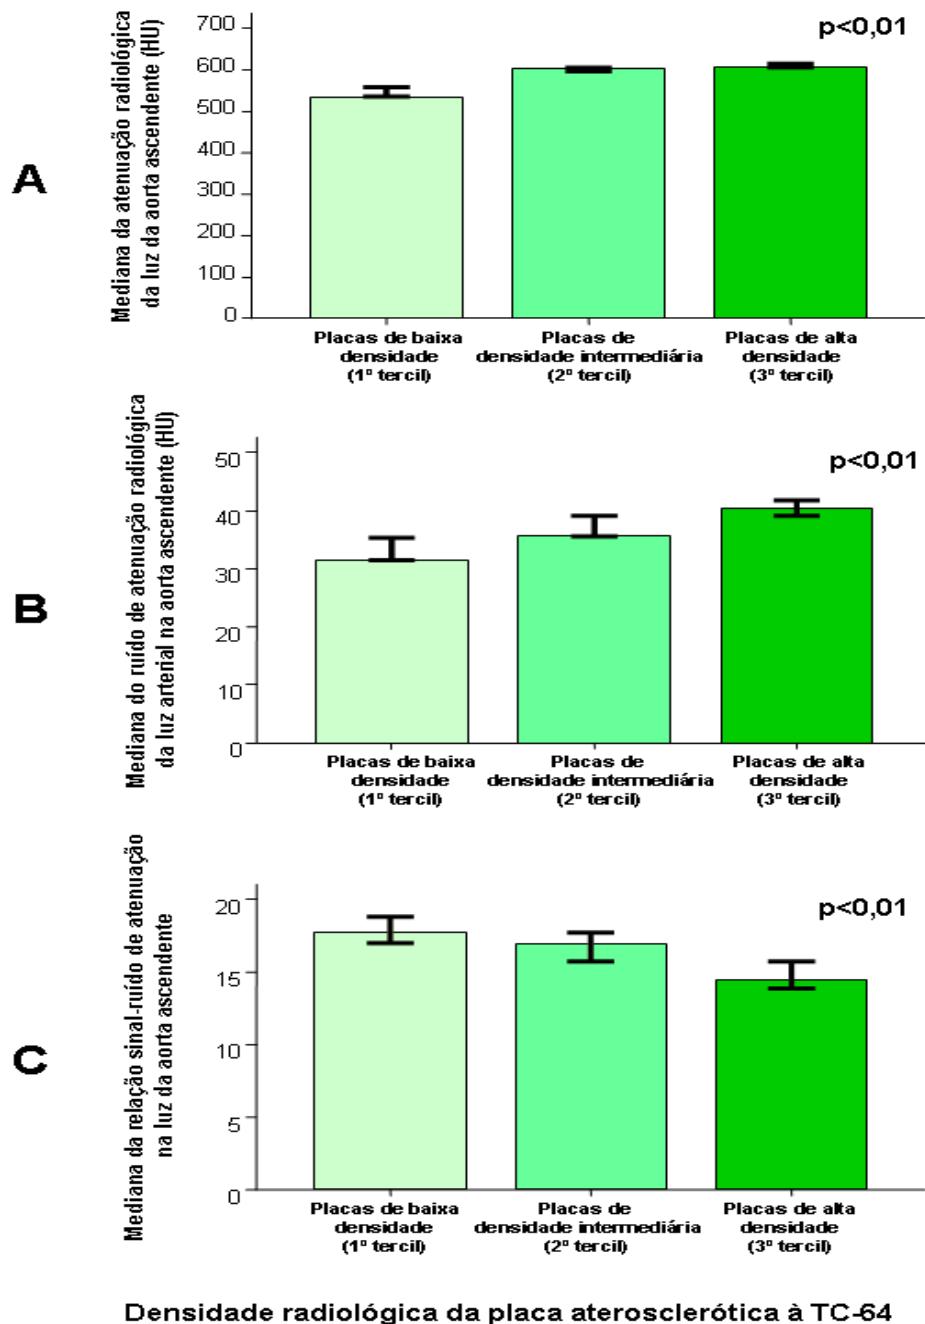 A
Mediana da atenuação radiológica
da luz da aorta ascendente (HU)
700
600
500
400
300
200
100
0
p<0,01
Placas de baixa
densidade
(1º tercil)
Placas de
densidade intermediária
(2º tercil)
Placas de alta
densidade
(3º tercil)
B
Mediana do ruído de atenuação radiológica
da luz arterial na aorta ascendente (HU)
50
40
30
20
10
0
p<0,01
Placas de baixa
densidade
(1º tercil)
Placas de
densidade intermediária
(2º tercil)
Placas de alta
densidade
(3º tercil)
C
Mediana da relação sinal-ruído de atenuação
na luz da aorta ascendente
20
15
10
5
0
p<0,01
Placas de baixa
densidade
(1º tercil)
Placas de
densidade intermediária
(2º tercil)
Placas de alta
densidade
(3º tercil)
Densidade radiológica da placa aterosclerótica à TC-64